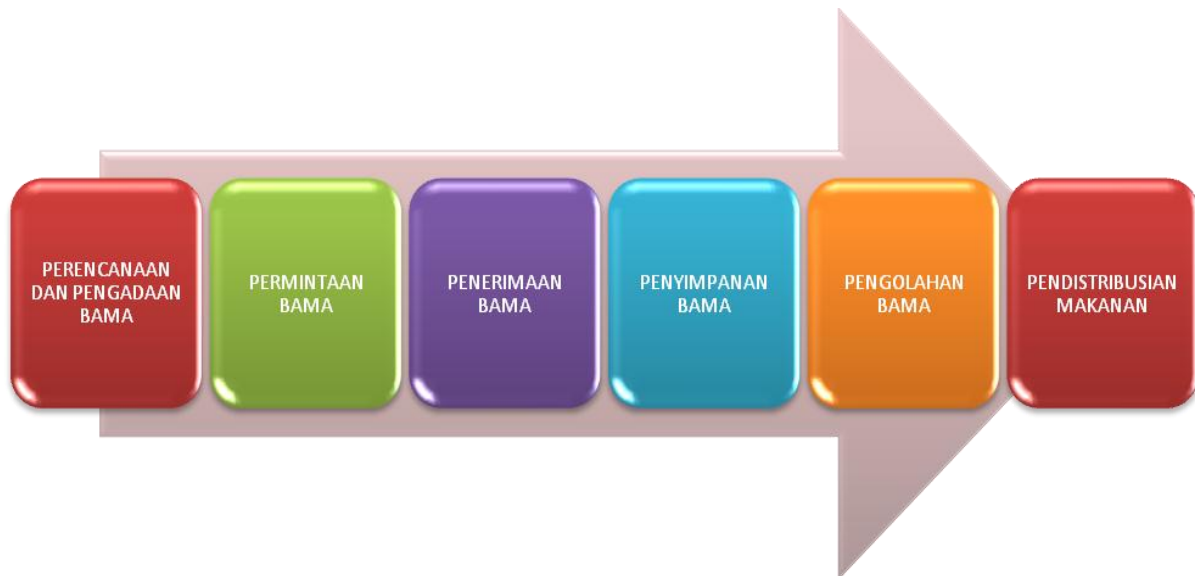 PERENCANAAN
DAN PENGADAAN
BAMA
PERMINTAAN
BAMA
PENERIMAAN
BAMA
PENYIMPANAN
BAMA
PENGOLAHAN
BAMA
PENDISTRIBUSIAN
MAKANAN